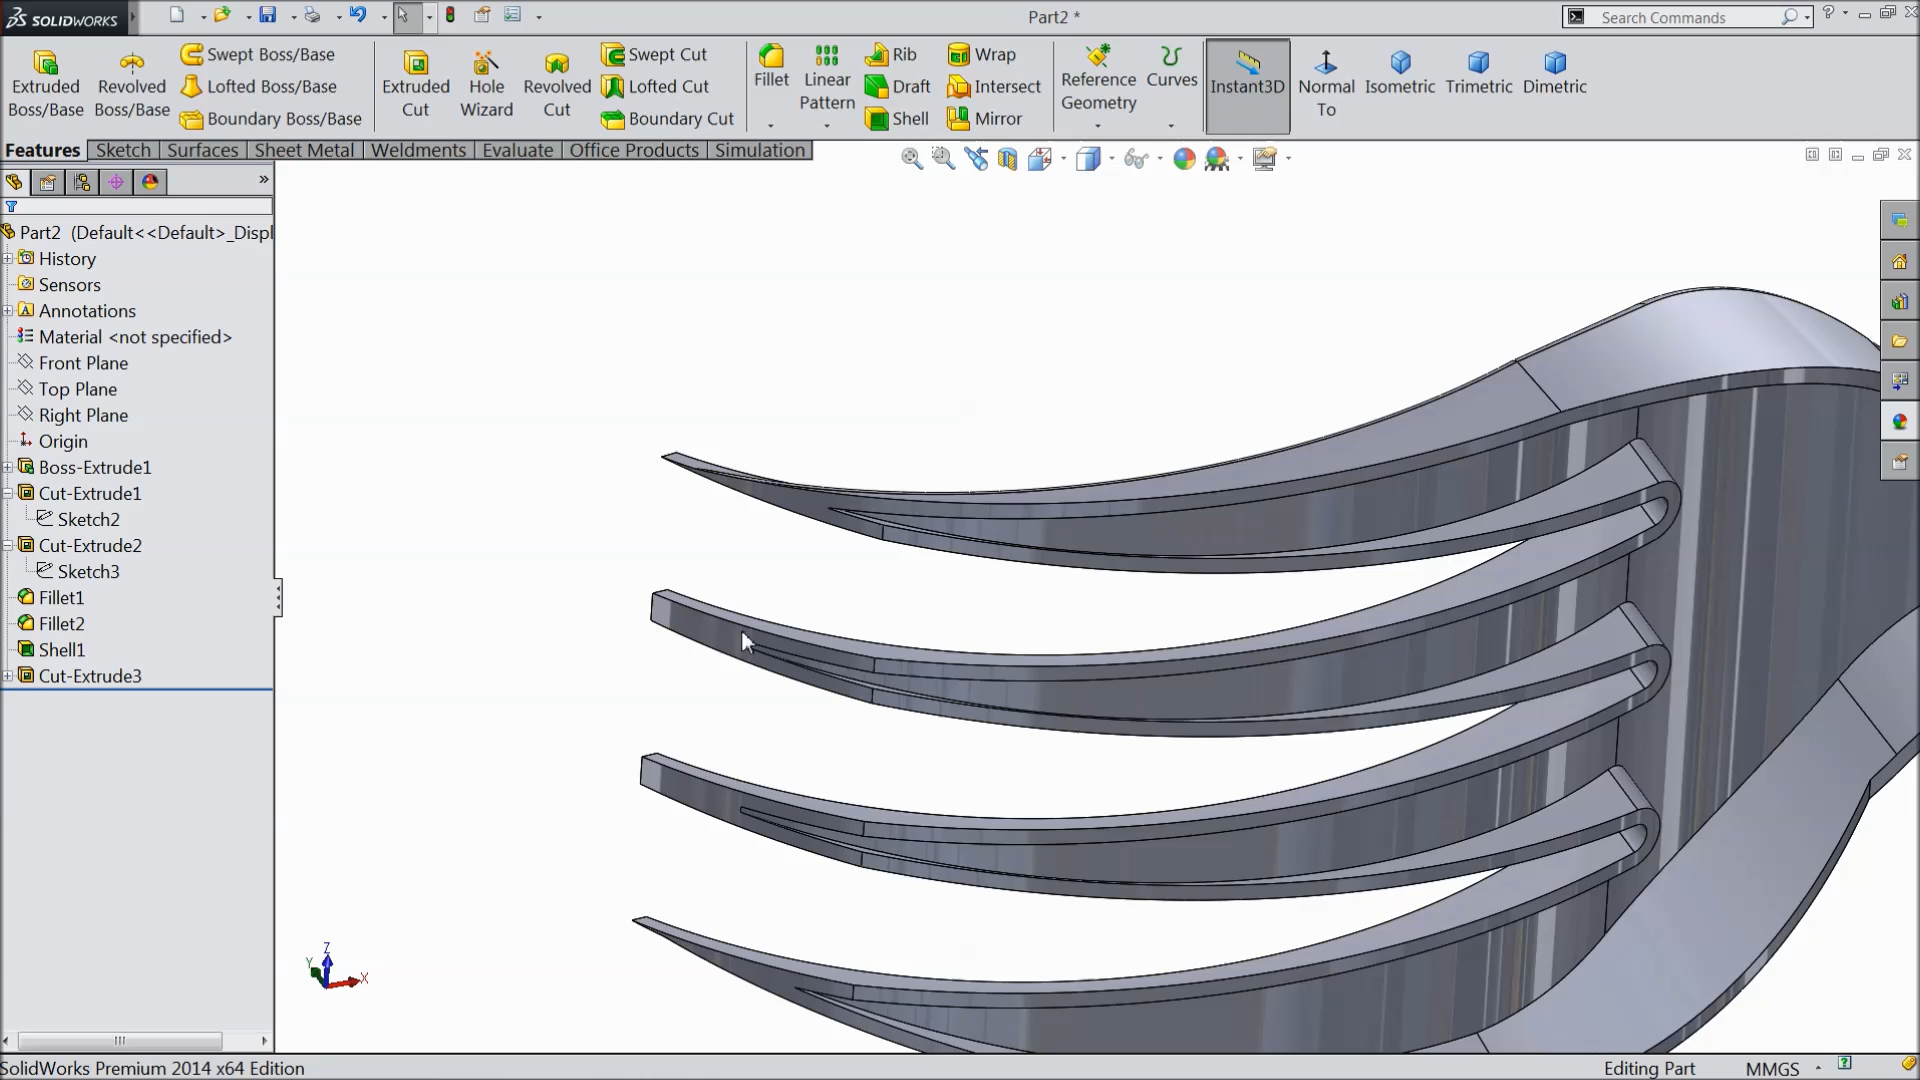 SOLIDWORKS
Part2 *
Search Commands
Extruded Boss/Base
Revolved Boss/Base
Swept Boss/Base
Lofted Boss/Base
Boundary Boss/Base
Extruded Cut
Hole Wizard
Revolved Cut
Swept Cut
Lofted Cut
Boundary Cut
Fillet
Linear Pattern
Rib
Draft
Shell
Wrap
Intersect
Mirror
Reference Geometry
Curves
Instant3D
Normal To
Isometric
Trimetric
Dimetric
Features Sketch Surfaces Sheet Metal Weldments Evaluate Office Products Simulation
Part2 (Default<<Default>_Displ
History
Sensors
Annotations
Material <not specified>
Front Plane
Top Plane
Right Plane
Origin
Boss-Extrude1
Cut-Extrude1
Sketch2
Cut-Extrude2
Sketch3
Fillet1
Fillet2
Shell1
Cut-Extrude3
Z
Y
X
SolidWorks Premium 2014 x64 Edition
Editing Part
MMGS